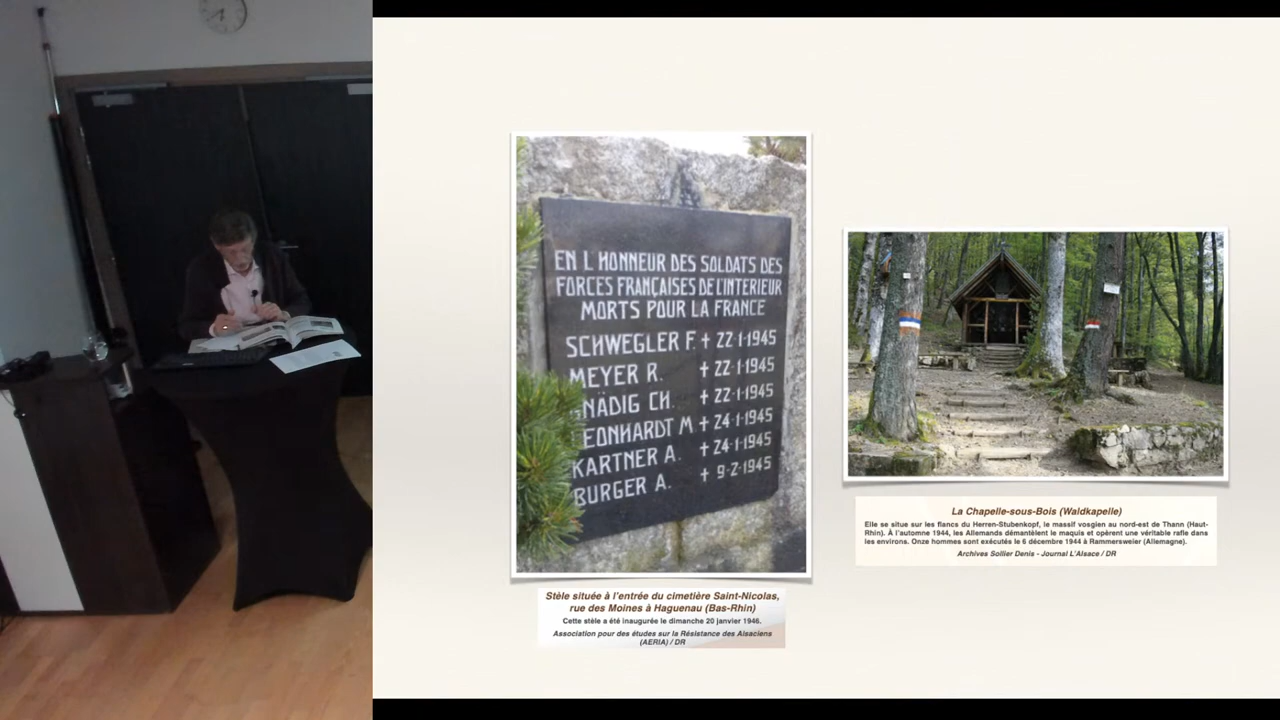 EN L HONNEUR DES SOLDATS DES
FORCES FRANÇAISES DE L'INTERIEUR
MORTS POUR LA FRANCE
SCHWEGLER F. † 22-1-1945
MEYER R. † 22-1-1945
NÄDIG CH. † 22-1-1945
EONHARDT M † 24-1-1945
KARTNER A. † 24-1-1945
BURGER A. † 9-2-1945
Stèle située à l'entrée du cimetière Saint-Nicolas,
rue des Moines à Haguenau (Bas-Rhin)
Cette stèle a été inaugurée le dimanche 20 janvier 1946.
Association pour des études sur la Résistance des Alsaciens
(AERIA) / DR
La Chapelle-sous-Bois (Waldkapelle)
Elle se situe sur les flancs du Herren-Stubenkopf, le massif vosgien au nord-est de Thann (Haut-
Rhin). À l'automne 1944, les Allemands démantèlent le maquis et opèrent une véritable rafle dans
les environs. Onze hommes sont exécutés le 6 décembre 1944 à Rammersweier (Allemagne).
Archives Sollier Denis - Journal L'Alsace / DR